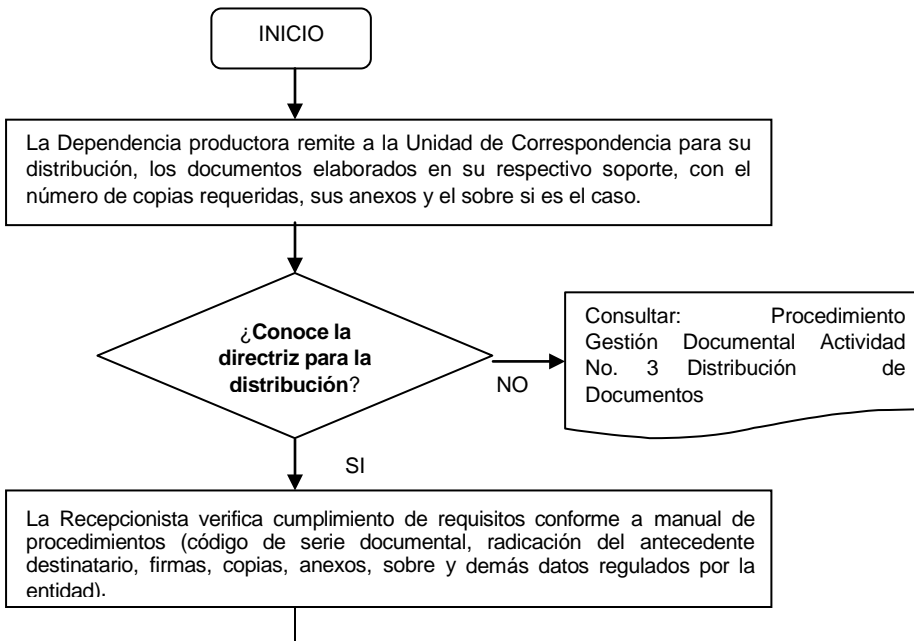 INICIO
La Dependencia productora remite a la Unidad de Correspondencia para su
distribución, los documentos elaborados en su respectivo soporte, con el
número de copias requeridas, sus anexos y el sobre si es el caso.
¿Conoce la
directriz para la
distribución?
NO
Consultar: Procedimiento
Gestión Documental Actividad
No. 3 Distribución de
Documentos
SI
La Recepcionista verifica cumplimiento de requisitos conforme a manual de
procedimientos (código de serie documental, radicación del antecedente
destinatario, firmas, copias, anexos, sobre y demás datos regulados por la
entidad).